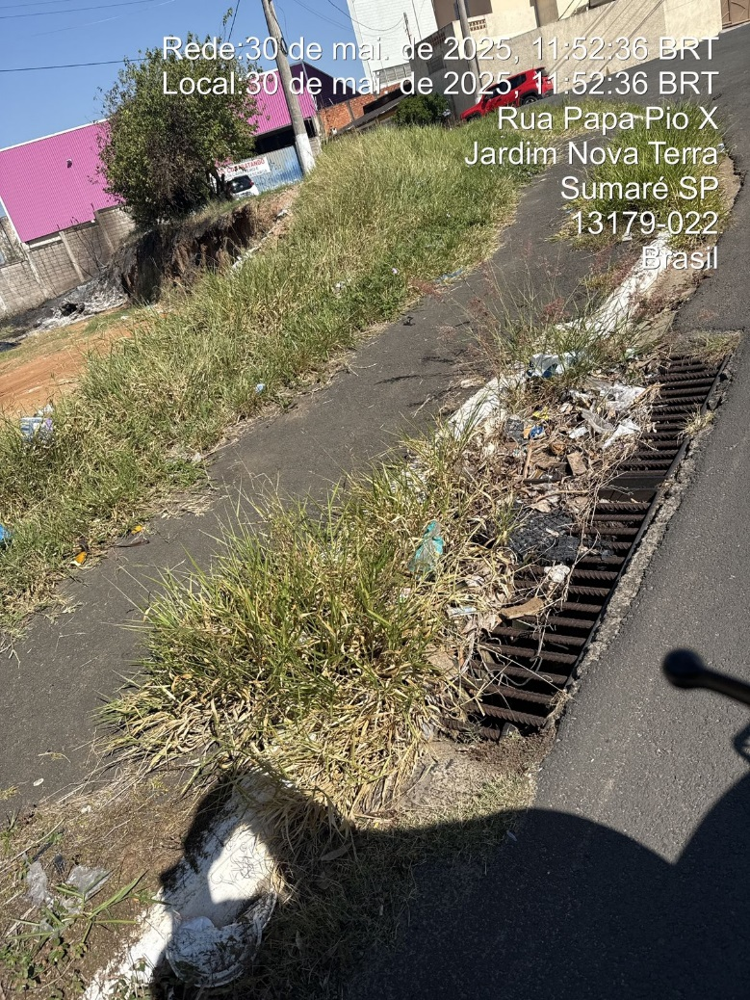 Rede:30 de mai. de 2025, 11:52:36 BRT
Local:30 de mai. de 2025, 11:52:36 BRT
Rua Papa Pio X
Jardim Nova Terra
Sumaré SP
13179-022
Brasil